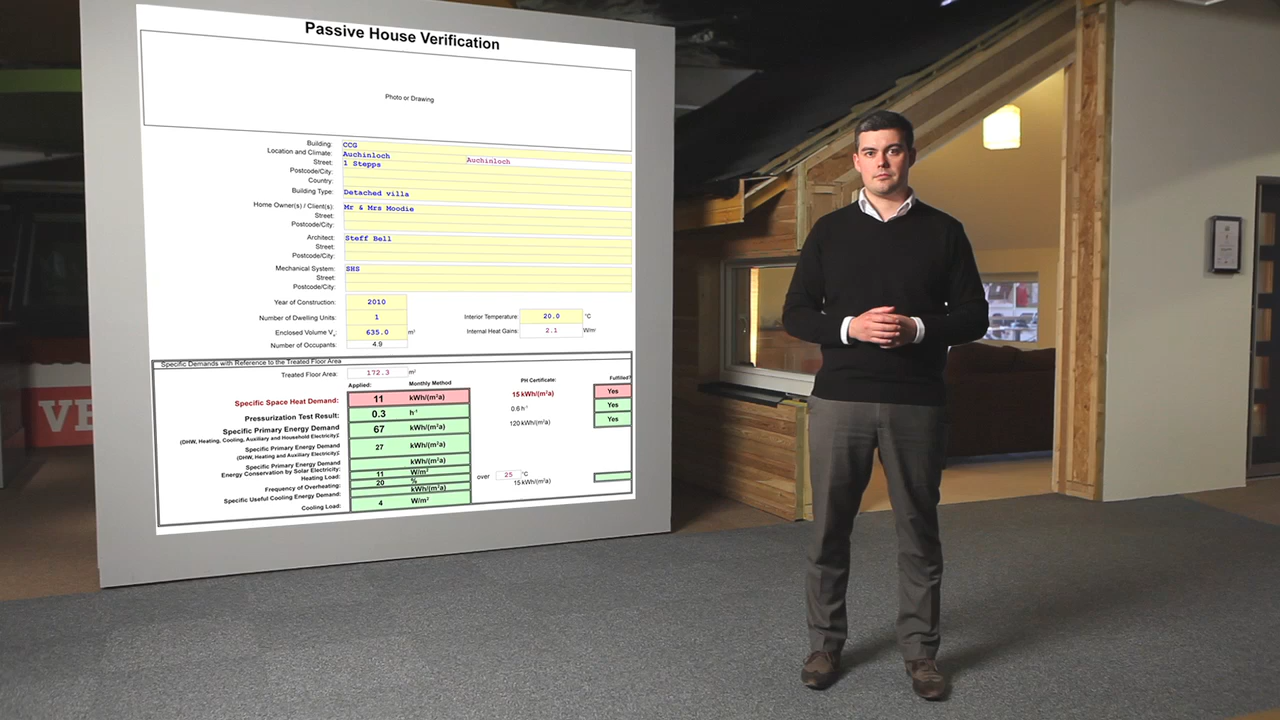 Passive House Verification
Photo or Drawing
Building: CCG
Location and Climate: Auchinloch Auchinloch
Street: 1 Stepps
Postcode/City:
Country:
Building Type: Detached villa
Home Owner(s) / Client(s): Mr & Mrs Moodie
Street:
Postcode/City:
Architect: Steff Bell
Street:
Postcode/City:
Mechanical System: SHS
Street:
Postcode/City:
Year of Construction: 2010
Number of Dwelling Units: 1 Interior Temperature: 20.0 °C
Enclosed Volume Ve: 635.0 m³ Internal Heat Gains: 2.1 W/m²
Number of Occupants: 4.9
Specific Demands with Reference to the Treated Floor Area
Treated Floor Area: 172.3 m²
Applied: Monthly Method PH Certificate: Fulfilled?
Specific Space Heat Demand: 11 kWh/(m²a) 15 kWh/(m²a) Yes
Pressurization Test Result: 0.3 h⁻¹ 0.6 h⁻¹ Yes
Specific Primary Energy Demand 67 kWh/(m²a) 120 kWh/(m²a) Yes
(DHW, Heating, Cooling, Auxiliary and Household Electricity):
Specific Primary Energy Demand 27 kWh/(m²a)
(DHW, Heating and Auxiliary Electricity):
Specific Primary Energy Demand kWh/(m²a)
Energy Conservation by Solar Electricity:
Heating Load: 11 W/m²
Frequency of Overheating: 20 % over 25 °C
Specific Useful Cooling Energy Demand: kWh/(m²a) 15 kWh/(m²a)
Cooling Load: 4 W/m²
VE